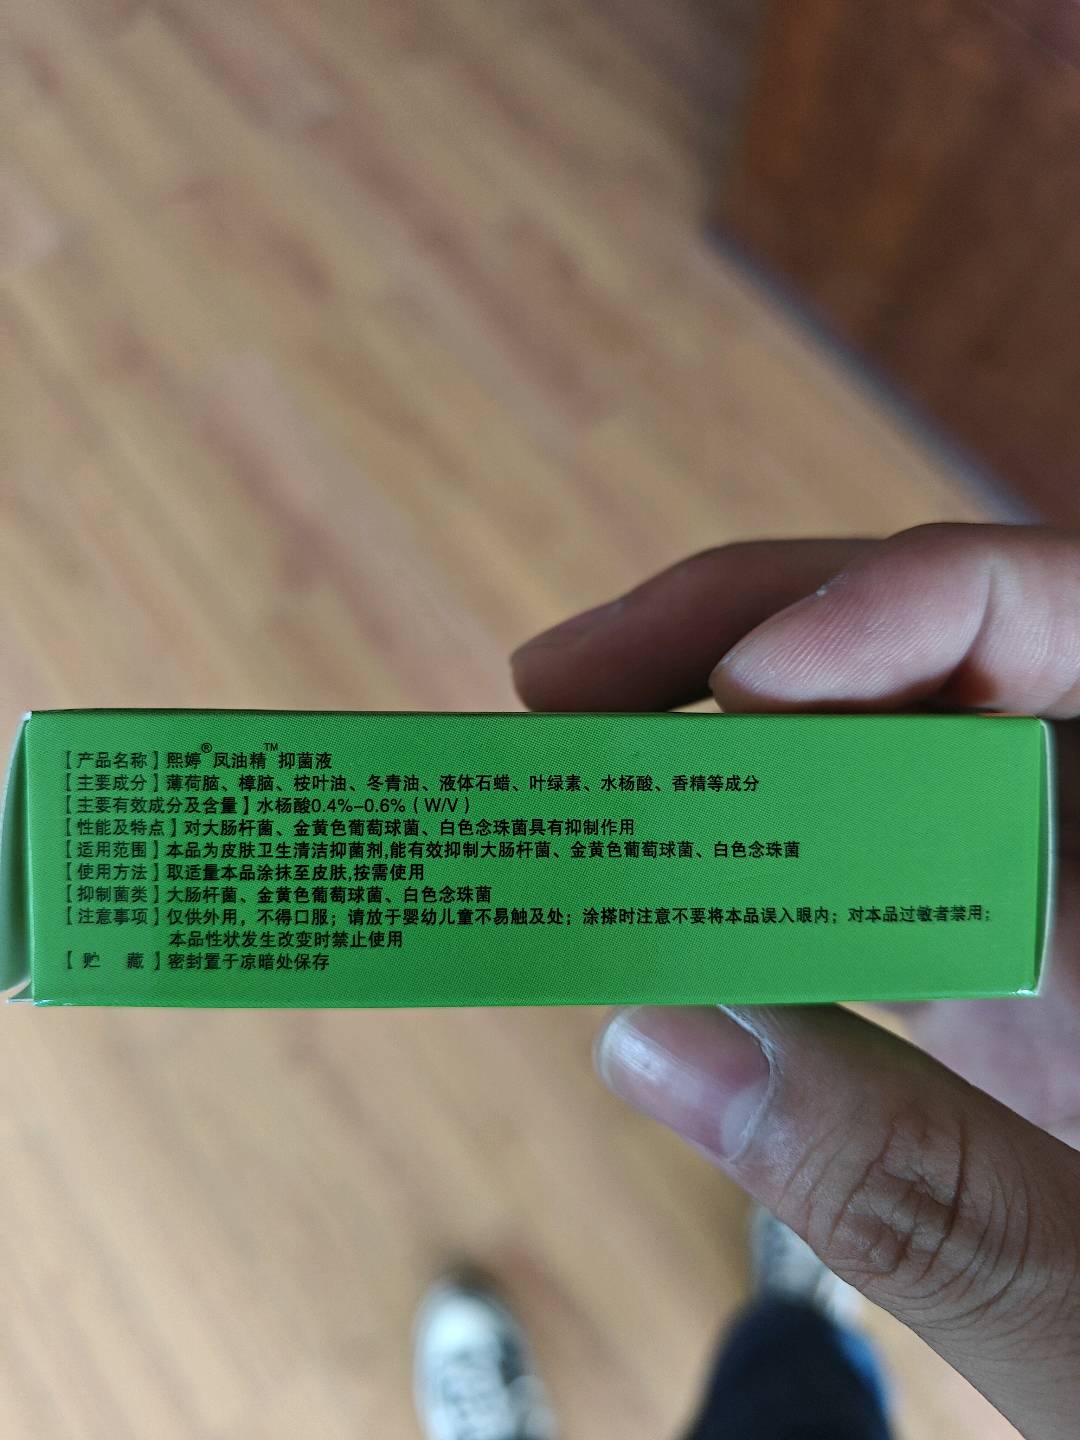 【产品名称】熙婷®凤油精™抑菌液
【主要成分】薄荷脑、樟脑、桉叶油、冬青油、液体石蜡、叶绿素、水杨酸、香精等成分
【主要有效成分及含量】水杨酸0.4%-0.6%(W/V)
【性能及特点】对大肠杆菌、金黄色葡萄球菌、白色念珠菌具有抑制作用
【适用范围】本品为皮肤卫生清洁抑菌剂,能有效抑制大肠杆菌、金黄色葡萄球菌、白色念珠菌
【使用方法】取适量本品涂抹至皮肤,按需使用
【抑制菌类】大肠杆菌、金黄色葡萄球菌、白色念珠菌
【注意事项】仅供外用，不得口服；请放于婴幼儿童不易触及处；涂搽时注意不要将本品误入眼内；对本品过敏者禁用；
本品性状发生改变时禁止使用
【贮 藏】密封置于凉暗处保存